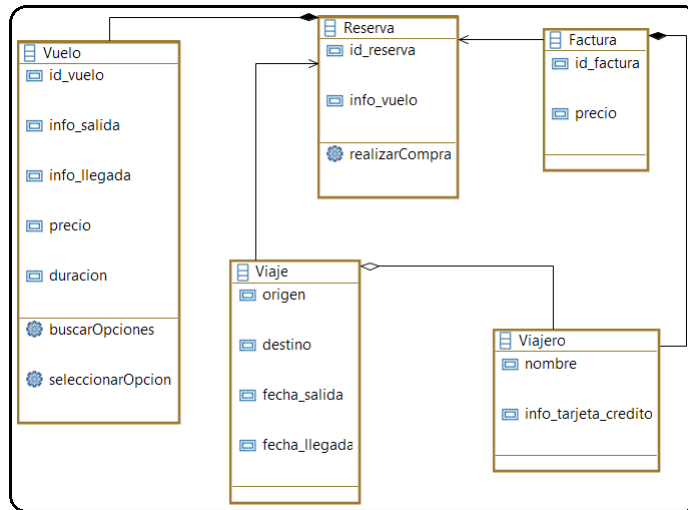 Vuelo
id_vuelo
info_salida
info_llegada
precio
duracion
buscarOpciones
seleccionarOpcion
Reserva
id_reserva
info_vuelo
realizarCompra
Factura
id_factura
precio
Viaje
origen
destino
fecha_salida
fecha_llegada
Viajero
nombre
info_tarjeta_credito